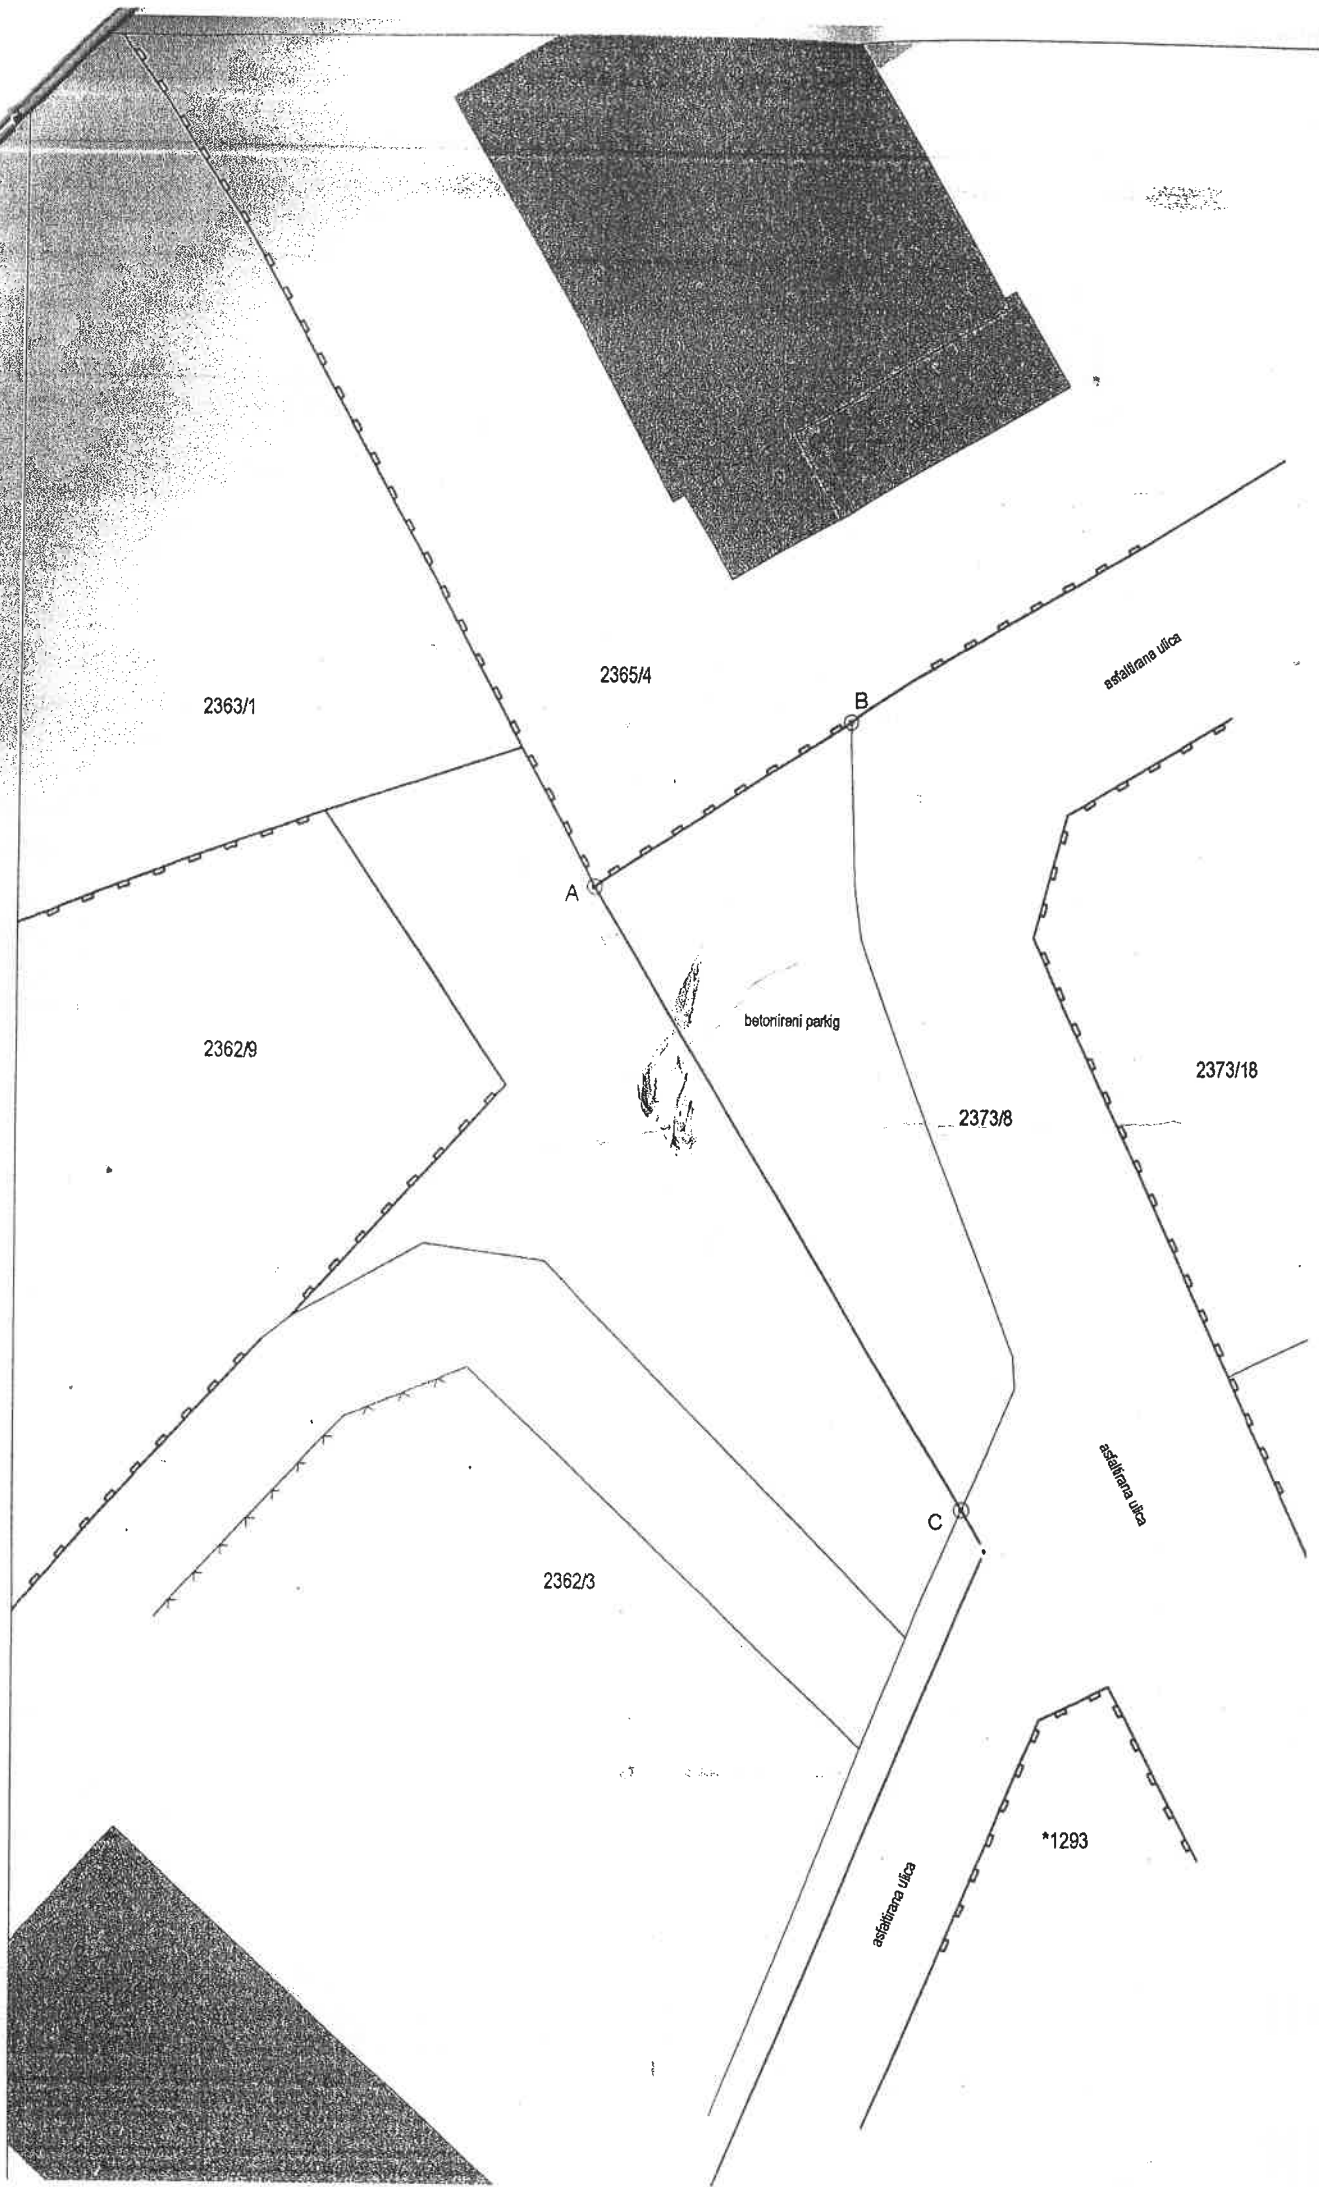 asfaltirana ulica
2365/4
B
2363/1
A
betonirani parkig
2362/9
2373/18
2373/8
asfaltirana ulica
C
2362/3
*1293
asfaltirana ulica